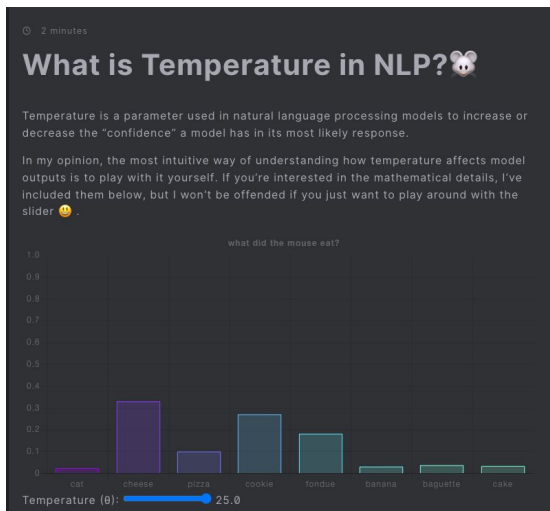 2 minutes
What is Temperature in NLP?🐭
Temperature is a parameter used in natural language processing models to increase or
decrease the “confidence” a model has in its most likely response.
In my opinion, the most intuitive way of understanding how temperature affects model
outputs is to play with it yourself. If you’re interested in the mathematical details, I’ve
included them below, but I won’t be offended if you just want to play around with the
slider 😃 .
what did the mouse eat?
1.0
0.9
0.8
0.7
0.6
0.5
0.4
0.3
0.2
0.1
0
cat cheese pizza cookie fondue banana baguette cake
Temperature (θ): 25.0